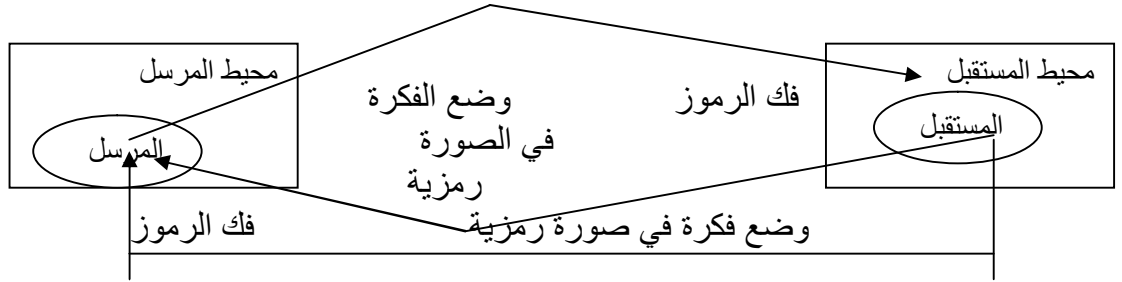 محيط المستقبل
محيط المرسل
فك الرموز
وضع الفكرة
في الصورة
رمزية
المستقبل
المرسل
وضع فكرة في صورة رمزية
فك الرموز